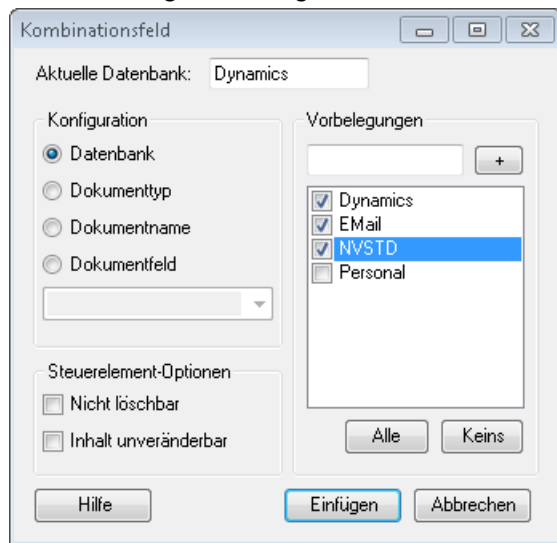 Kombinationsfeld
Aktuelle Datenbank: Dynamics
Konfiguration
Datenbank
Dokumenttyp
Dokumentname
Dokumentfeld
Steuerelement-Optionen
Nicht löschbar
Inhalt unveränderbar
Vorbelegungen
+
Dynamics
EMail
NVSTD
Personal
Alle Keins
Hilfe Einfügen Abbrechen